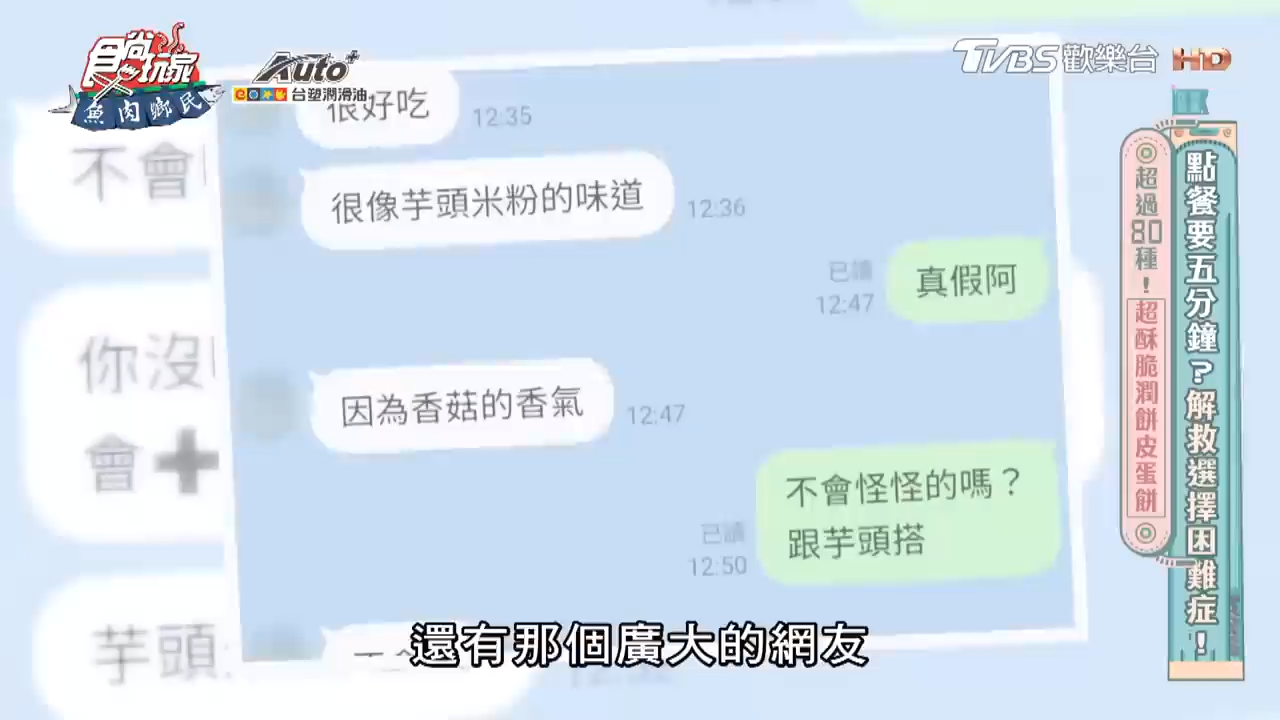 食尚玩家
魚肉鄉民
Auto+
台塑潤滑油
TVBS歡樂台 HD
很好吃
12:35
不會
很像芋頭米粉的味道
12:36
已讀
12:47
真假阿
你沒
會➕
因為香菇的香氣
12:47
不會怪怪的嗎？
跟芋頭搭
已讀
12:50
芋頭
還有那個廣大的網友
點餐要五分鐘？解救選擇困難症！
超過80種！超酥脆潤餅皮蛋餅